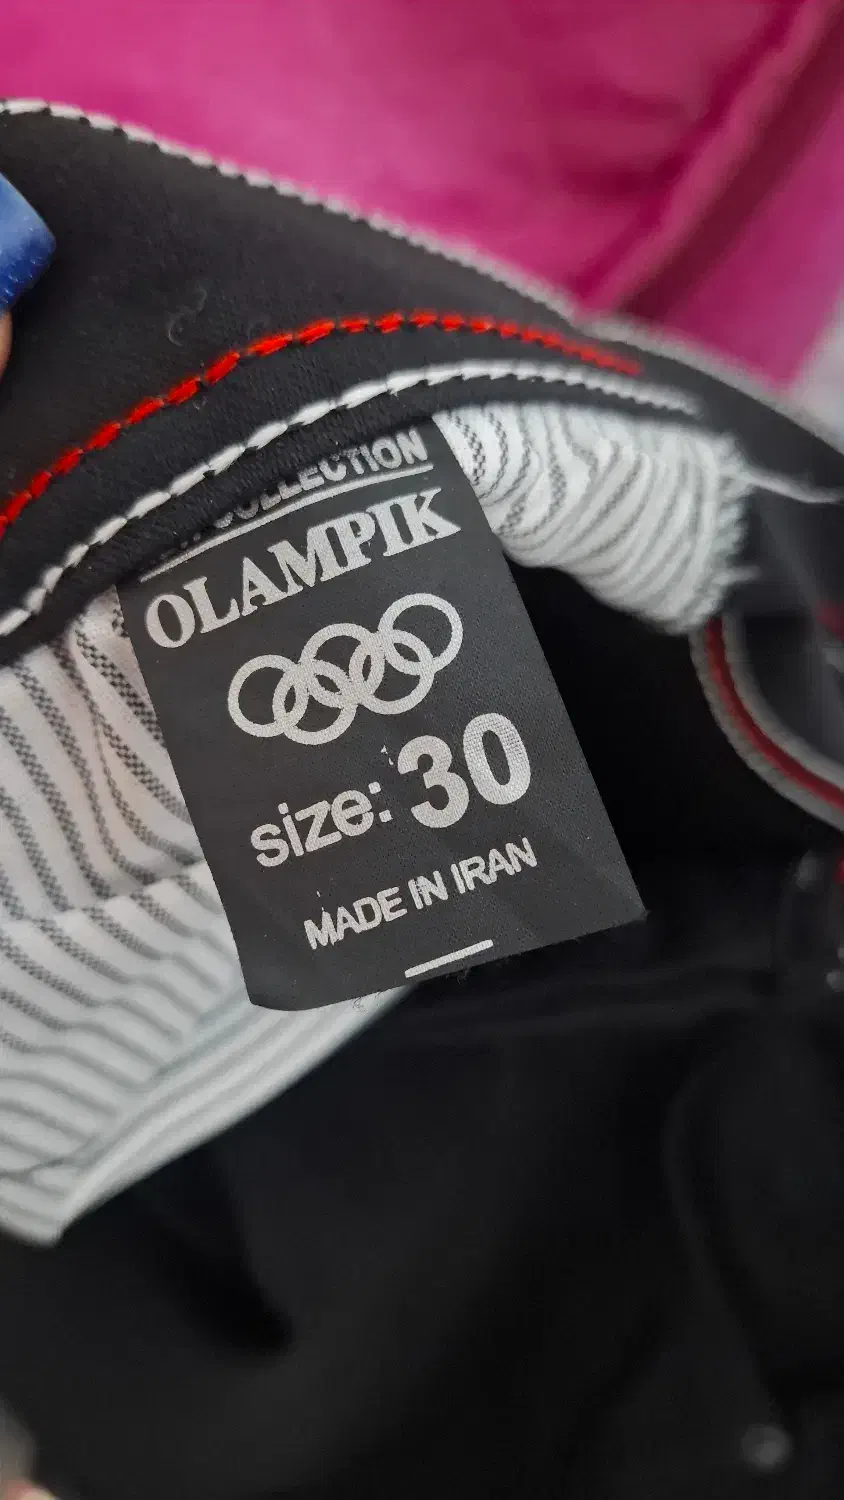 COLLECTION
OLAMPIK
size: 30
MADE IN IRAN